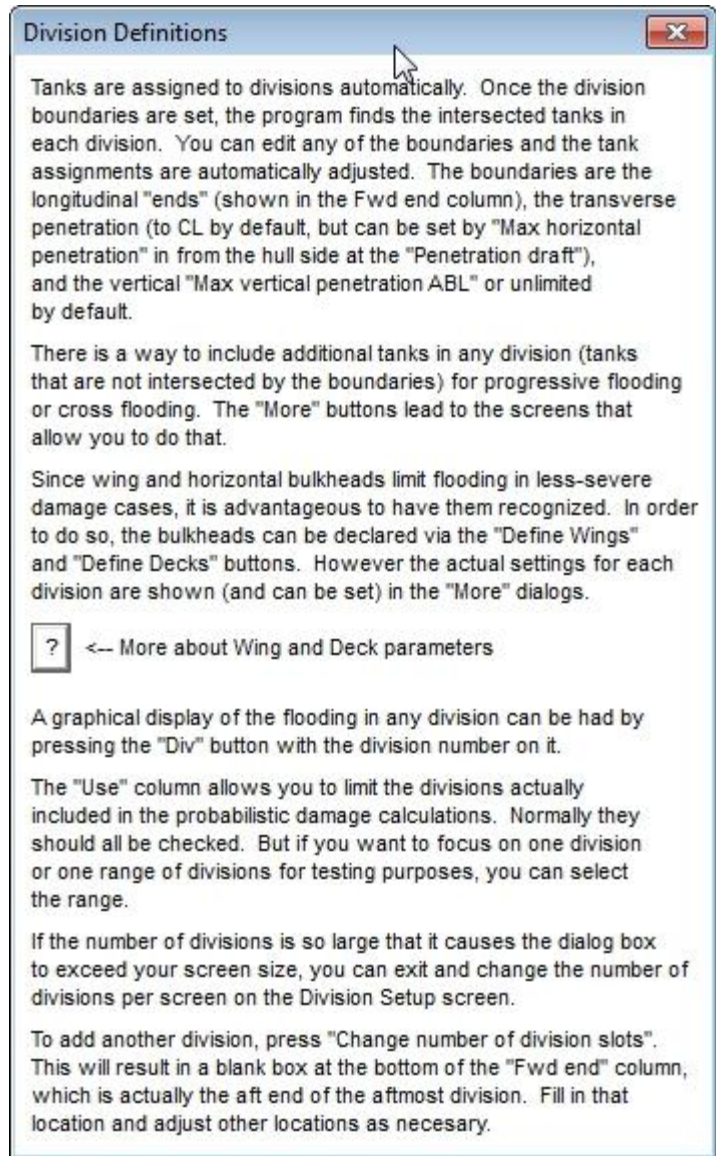 Division Definitions
Tanks are assigned to divisions automatically.  Once the division
boundaries are set, the program finds the intersected tanks in
each division.  You can edit any of the boundaries and the tank
assignments are automatically adjusted.  The boundaries are the
longitudinal "ends" (shown in the Fwd end column), the transverse
penetration (to CL by default, but can be set by "Max horizontal
penetration" in from the hull side at the "Penetration draft"),
and the vertical "Max vertical penetration ABL" or unlimited
by default.
There is a way to include additional tanks in any division (tanks
that are not intersected by the boundaries) for progressive flooding
or cross flooding.  The "More" buttons lead to the screens that
allow you to do that.
Since wing and horizontal bulkheads limit flooding in less-severe
damage cases, it is advantageous to have them recognized.  In order
to do so, the bulkheads can be declared via the "Define Wings"
and "Define Decks" buttons.  However the actual settings for each
division are shown (and can be set) in the "More" dialogs.
? <-- More about Wing and Deck parameters
A graphical display of the flooding in any division can be had by
pressing the "Div" button with the division number on it.
The "Use" column allows you to limit the divisions actually
included in the probabilistic damage calculations.  Normally they
should all be checked.  But if you want to focus on one division
or one range of divisions for testing purposes, you can select
the range.
If the number of divisions is so large that it causes the dialog box
to exceed your screen size, you can exit and change the number of
divisions per screen on the Division Setup screen.
To add another division, press "Change number of division slots".
This will result in a blank box at the bottom of the "Fwd end" column,
which is actually the aft end of the aftmost division.  Fill in that
location and adjust other locations as necesary.